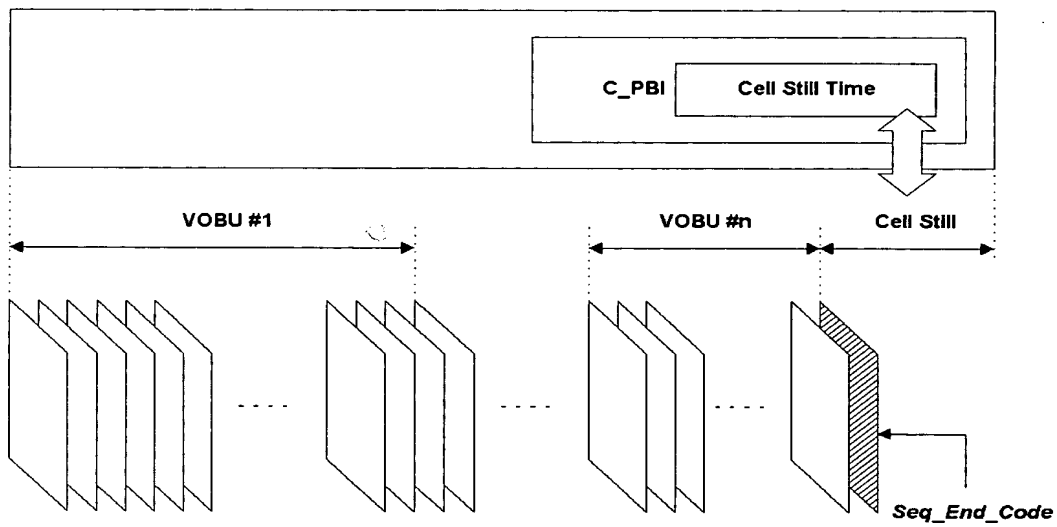 C_PBI
Cell Still Time
VOBU #1
VOBU #n
Cell Still
Seq_End_Code